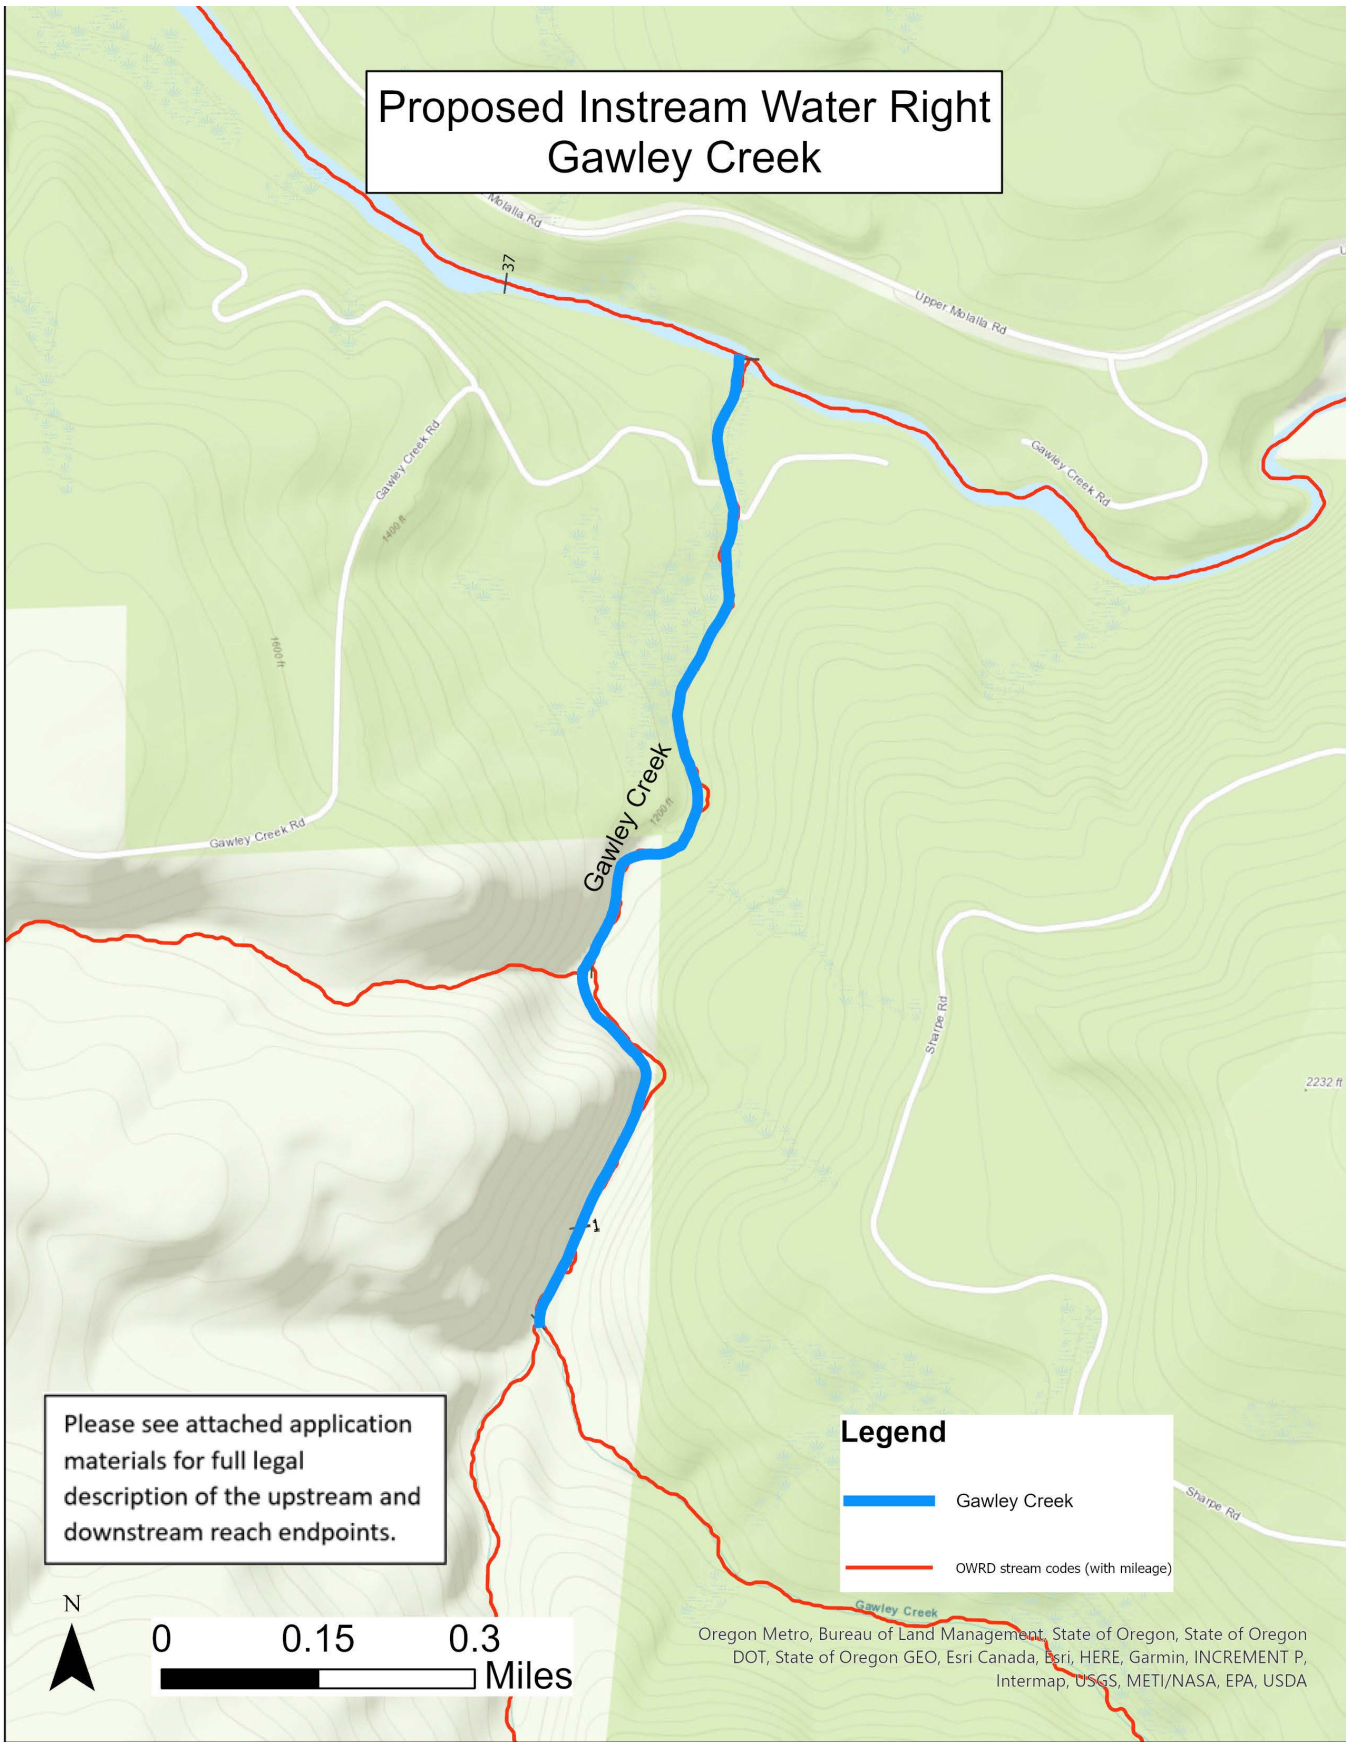 Proposed Instream Water Right
Gawley Creek
Molalla Rd
37
Upper Molalla Rd
U
Gawley Creek Rd
Gawley Creek Rd
1400 ft
1600 ft
Gawley Creek
1200 ft
Gawley Creek Rd
Sharpe Rd
2232 ft
1
Please see attached application
materials for full legal
description of the upstream and
downstream reach endpoints.
Legend
Gawley Creek
OWRD stream codes (with mileage)
Sharpe Rd
Gawley Creek
N
0 0.15 0.3
Miles
Oregon Metro, Bureau of Land Management, State of Oregon, State of Oregon
DOT, State of Oregon GEO, Esri Canada, Esri, HERE, Garmin, INCREMENT P,
Intermap, USGS, METI/NASA, EPA, USDA